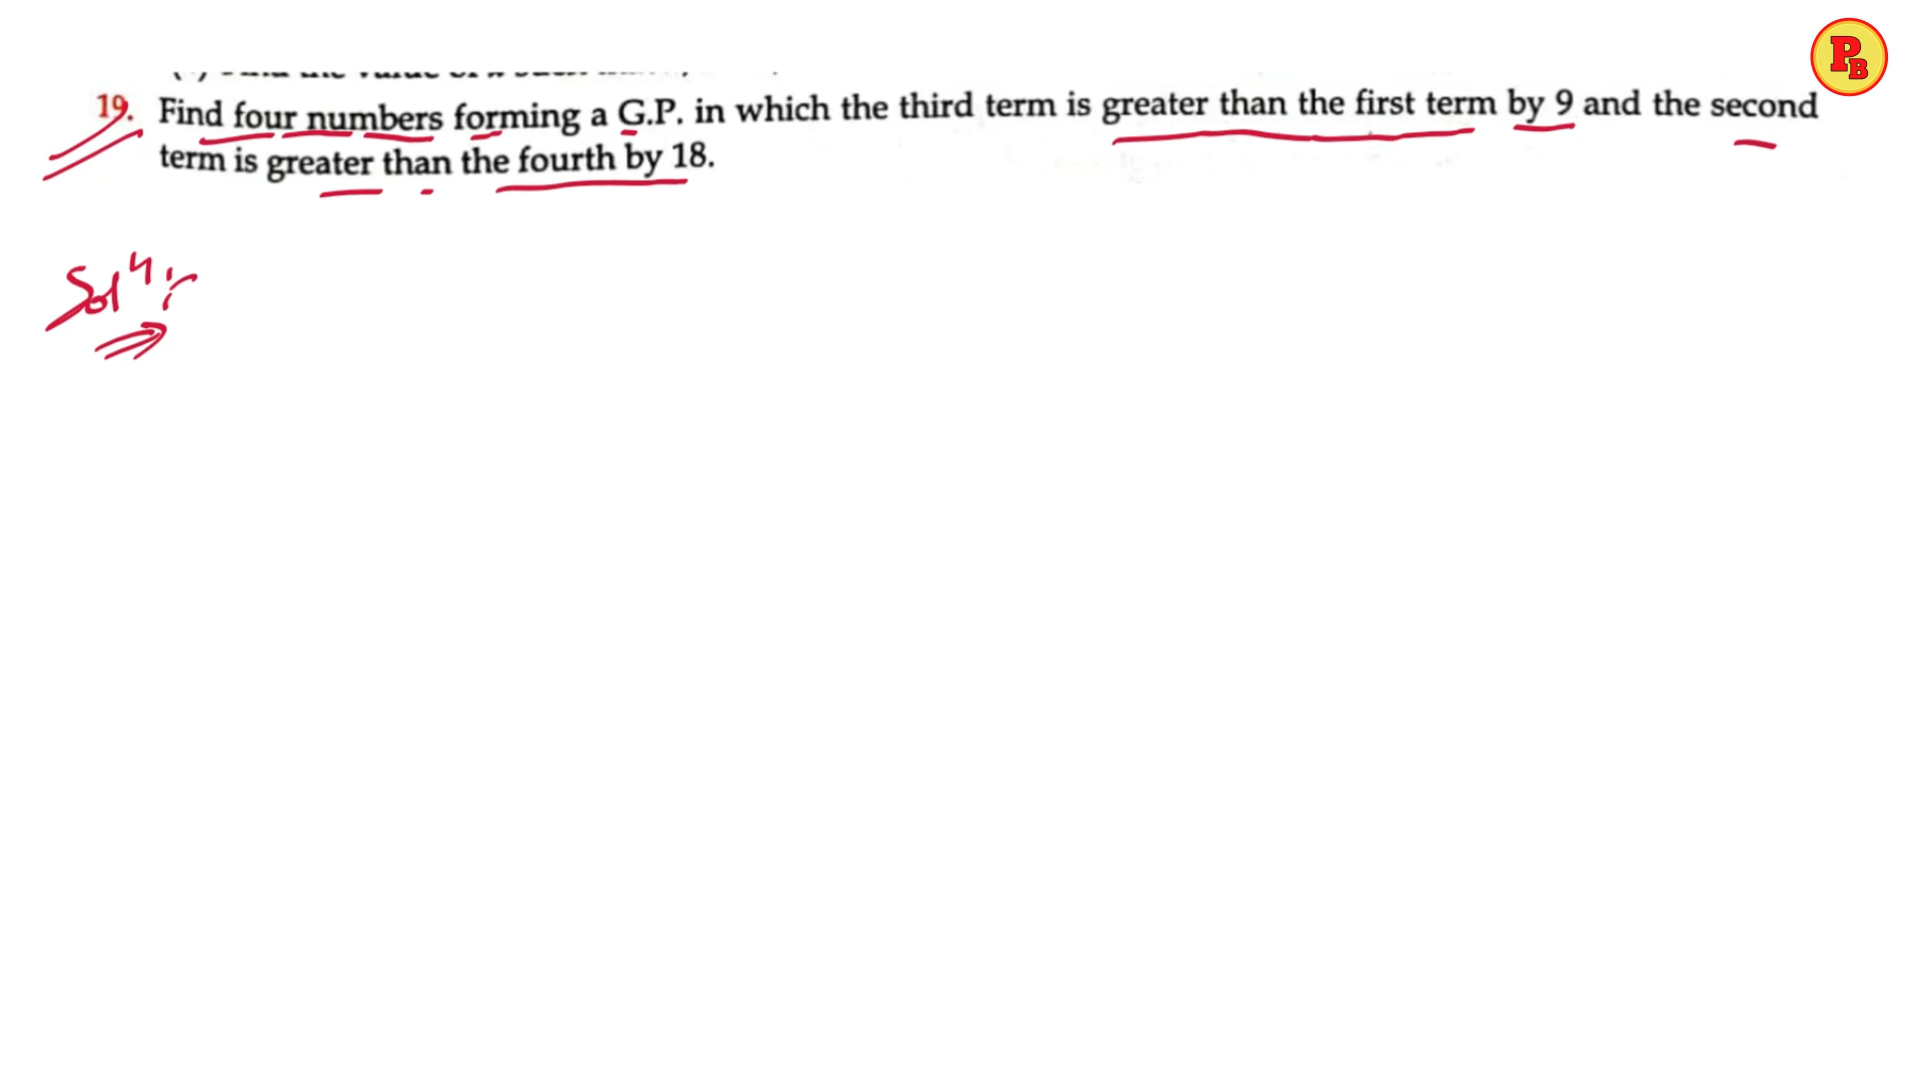 19. Find four numbers forming a G.P. in which the third term is greater than the first term by 9 and the second
term is greater than the fourth by 18.
Solⁿ:-
PB